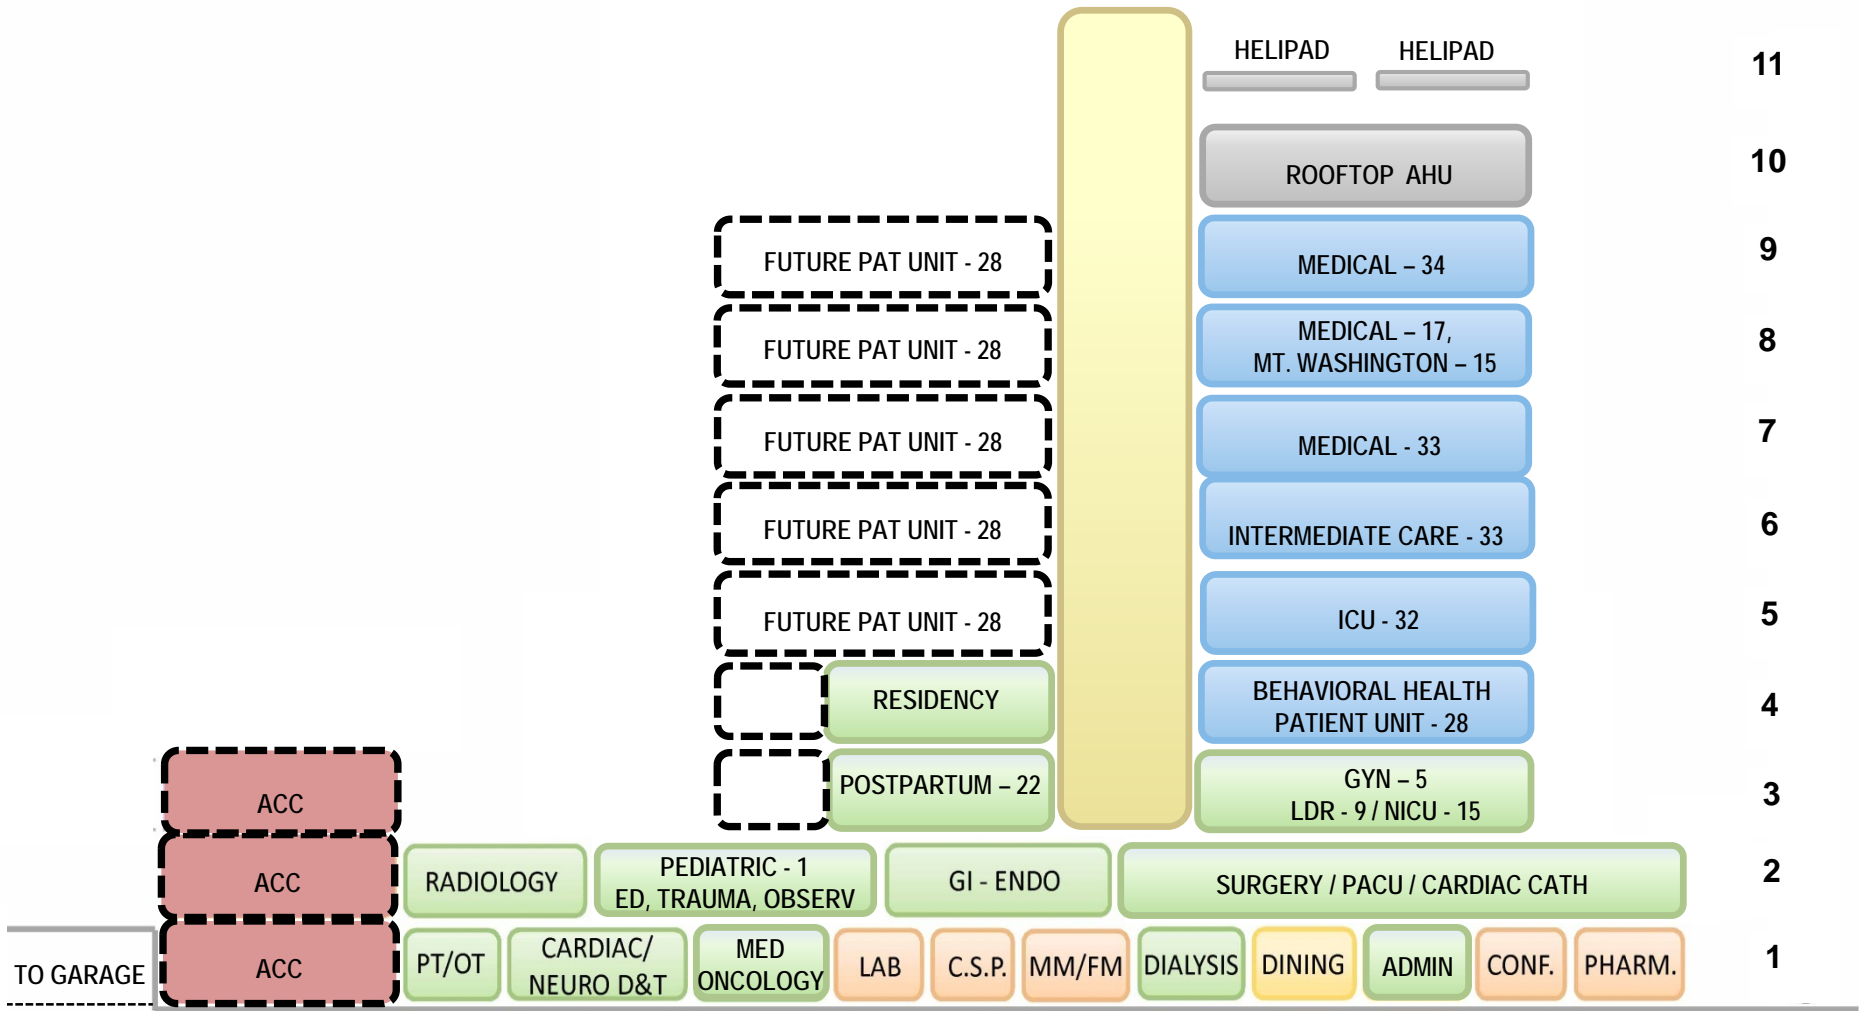 HELIPAD HELIPAD 11
ROOFTOP AHU 10
FUTURE PAT UNIT - 28 MEDICAL – 34 9
FUTURE PAT UNIT - 28 MEDICAL – 17,
MT. WASHINGTON – 15 8
FUTURE PAT UNIT - 28 MEDICAL - 33 7
FUTURE PAT UNIT - 28 INTERMEDIATE CARE - 33 6
FUTURE PAT UNIT - 28 ICU - 32 5
RESIDENCY BEHAVIORAL HEALTH
PATIENT UNIT - 28 4
ACC POSTPARTUM – 22 GYN – 5
LDR - 9 / NICU - 15 3
ACC RADIOLOGY PEDIATRIC - 1
ED, TRAUMA, OBSERV GI - ENDO SURGERY / PACU / CARDIAC CATH 2
TO GARAGE ACC PT/OT CARDIAC/
NEURO D&T MED
ONCOLOGY LAB C.S.P. MM/FM DIALYSIS DINING ADMIN CONF. PHARM. 1